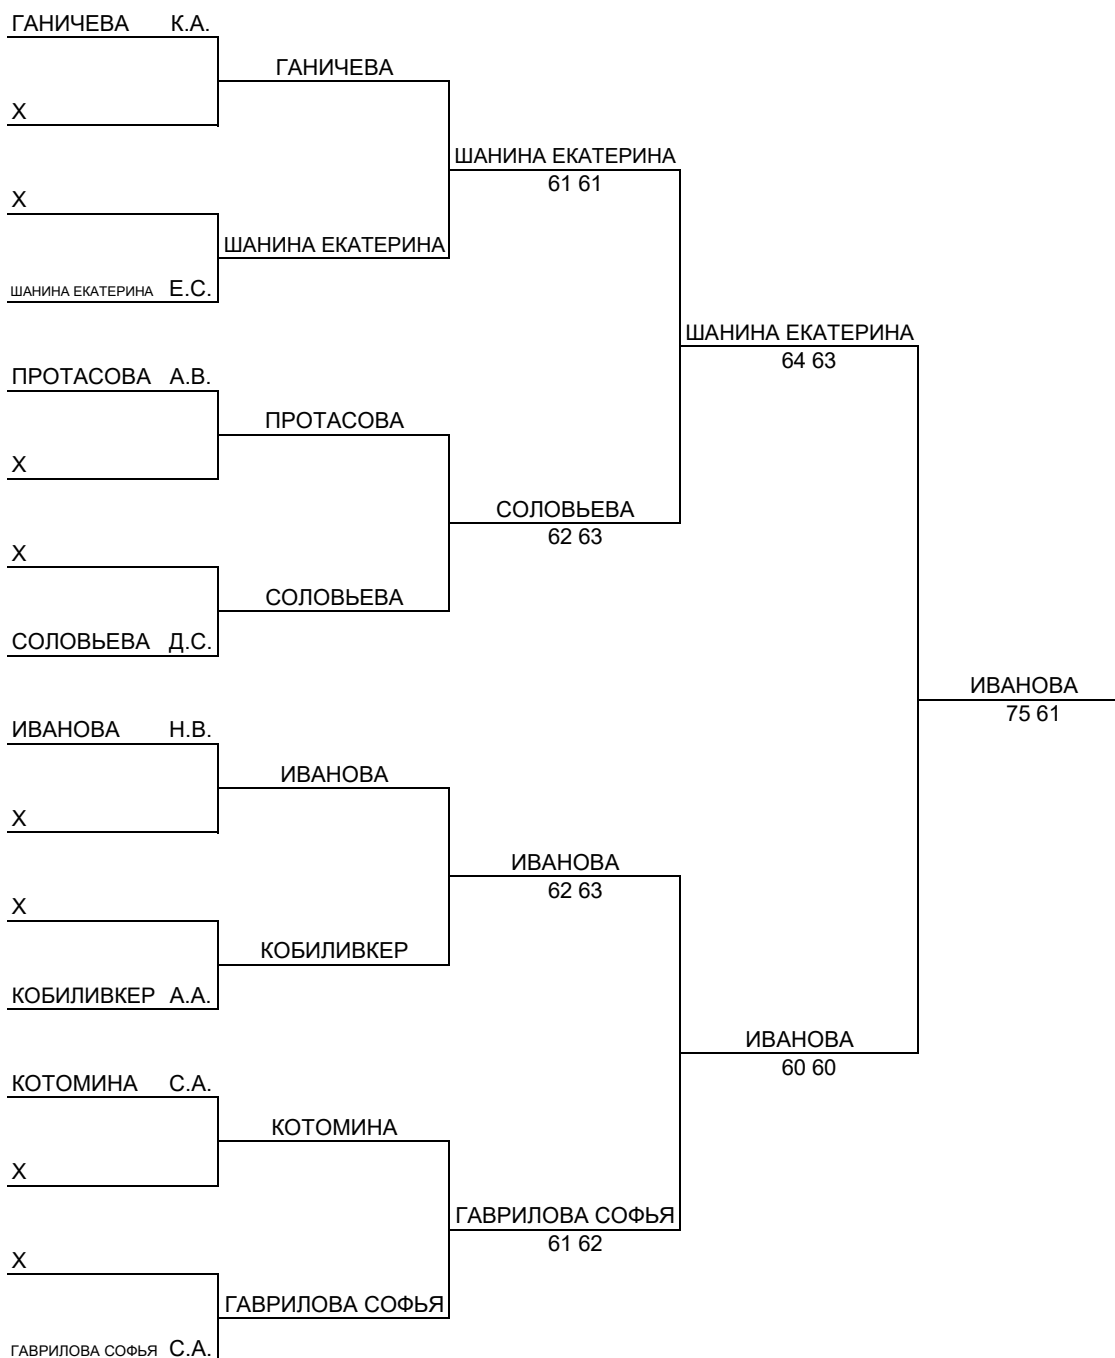 ГАНИЧЕВА К.А.
ГАНИЧЕВА
Х
ШАНИНА ЕКАТЕРИНА
61 61
Х
ШАНИНА ЕКАТЕРИНА
ШАНИНА ЕКАТЕРИНА Е.С.
ШАНИНА ЕКАТЕРИНА
64 63
ПРОТАСОВА А.В.
ПРОТАСОВА
Х
СОЛОВЬЕВА
62 63
Х
СОЛОВЬЕВА
СОЛОВЬЕВА Д.С.
ИВАНОВА
75 61
ИВАНОВА Н.В.
ИВАНОВА
Х
ИВАНОВА
62 63
Х
КОБИЛИВКЕР
КОБИЛИВКЕР А.А.
ИВАНОВА
60 60
КОТОМИНА С.А.
КОТОМИНА
Х
ГАВРИЛОВА СОФЬЯ
61 62
Х
ГАВРИЛОВА СОФЬЯ
ГАВРИЛОВА СОФЬЯ С.А.